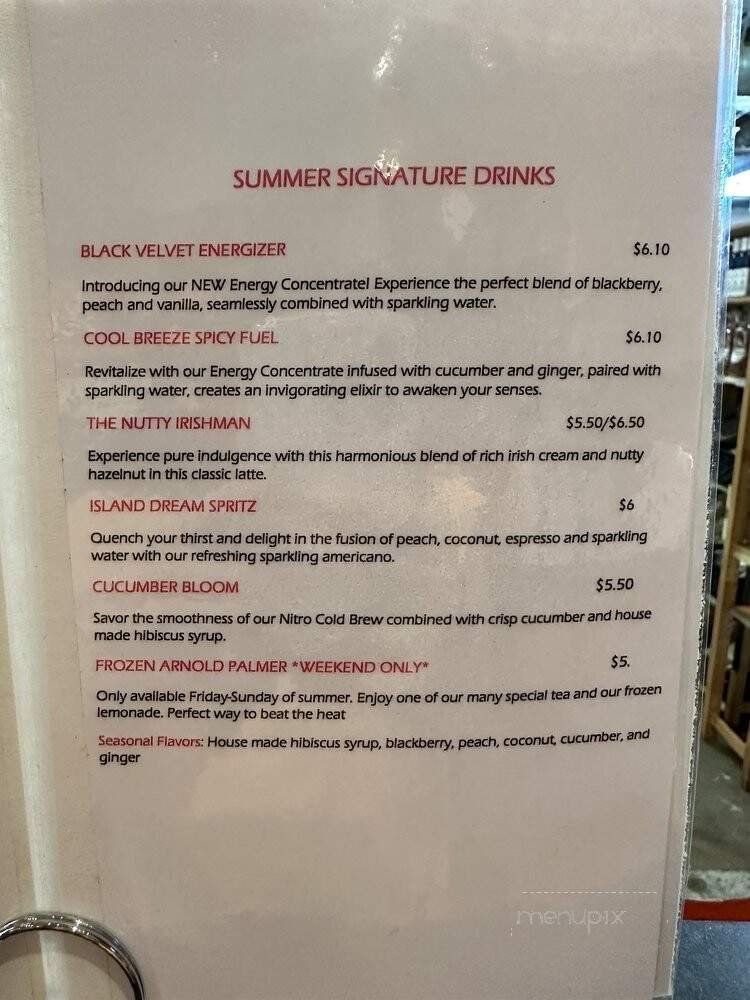 SUMMER SIGNATURE DRINKS
BLACK VELVET ENERGIZER $6.10
Introducing our NEW Energy Concentrate! Experience the perfect blend of blackberry,
peach and vanilla, seamlessly combined with sparkling water.
COOL BREEZE SPICY FUEL $6.10
Revitalize with our Energy Concentrate infused with cucumber and ginger, paired with
sparkling water, creates an invigorating elixir to awaken your senses.
THE NUTTY IRISHMAN $5.50/$6.50
Experience pure indulgence with this harmonious blend of rich irish cream and nutty
hazelnut in this classic latte.
ISLAND DREAM SPRITZ $6
Quench your thirst and delight in the fusion of peach, coconut, espresso and sparkling
water with our refreshing sparkling americano.
CUCUMBER BLOOM $5.50
Savor the smoothness of our Nitro Cold Brew combined with crisp cucumber and house
made hibiscus syrup.
FROZEN ARNOLD PALMER *WEEKEND ONLY* $5.
Only available Friday-Sunday of summer. Enjoy one of our many special tea and our frozen
lemonade. Perfect way to beat the heat
Seasonal Flavors: House made hibiscus syrup, blackberry, peach, coconut, cucumber, and
ginger
menupix